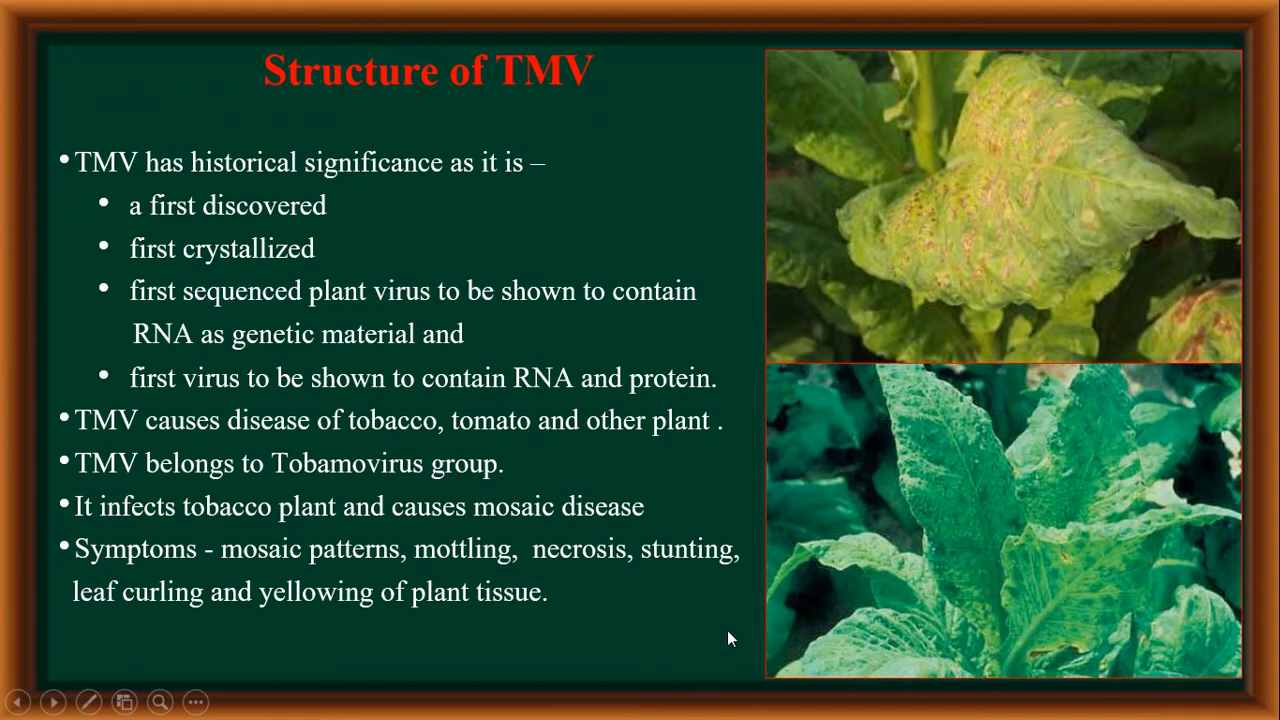 Structure of TMV
• TMV has historical significance as it is –
• a first discovered
• first crystallized
• first sequenced plant virus to be shown to contain
RNA as genetic material and
• first virus to be shown to contain RNA and protein.
• TMV causes disease of tobacco, tomato and other plant .
• TMV belongs to Tobamovirus group.
• It infects tobacco plant and causes mosaic disease
• Symptoms - mosaic patterns, mottling,  necrosis, stunting,
leaf curling and yellowing of plant tissue.